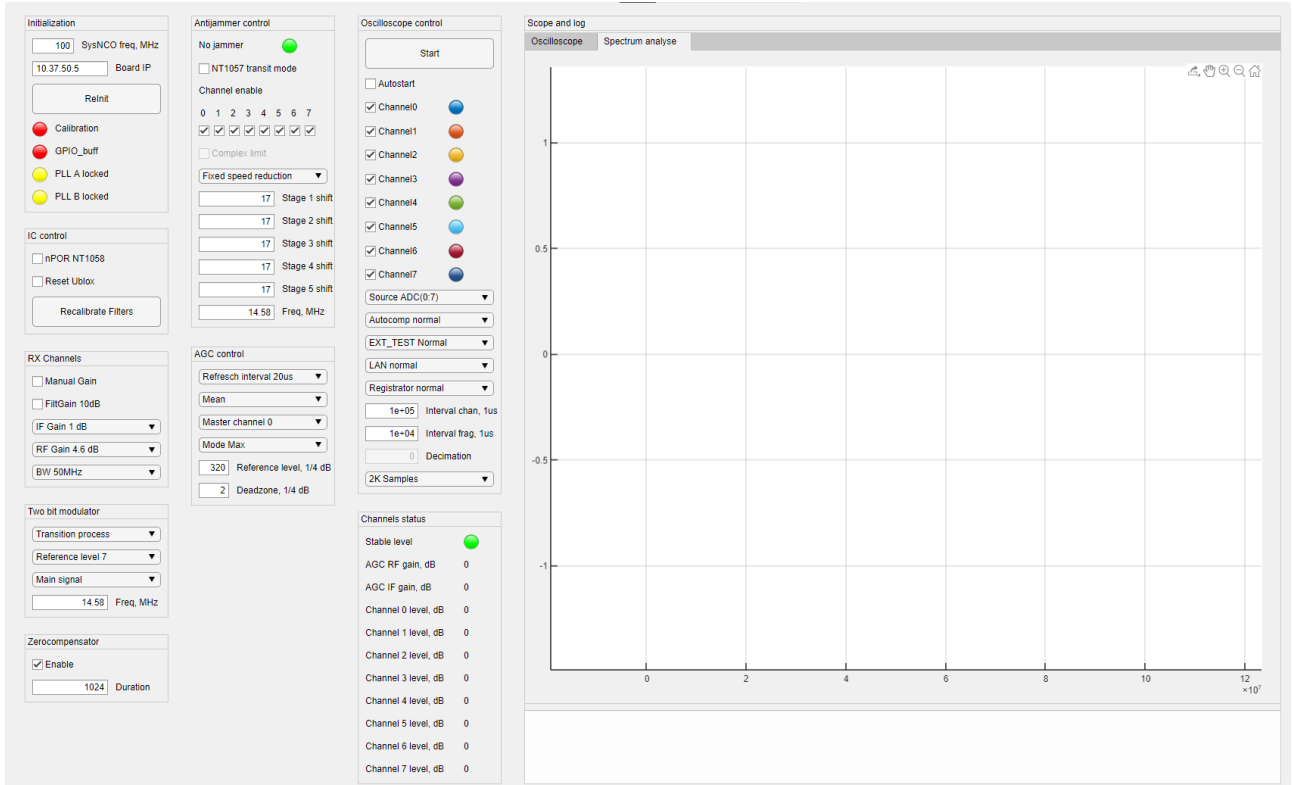 Initialization
100 SysNCO freq, MHz
10.37.50.5 Board IP
ReInit
Calibration
GPIO_buff
PLL A locked
PLL B locked
IC control
nPOR NT1058
Reset Ublox
Recalibrate Filters
RX Channels
Manual Gain
FiltGain 10dB
IF Gain 1 dB
RF Gain 4.6 dB
BW 50MHz
Two bit modulator
Transition process
Reference level 7
Main signal
14.58 Freq, MHz
Zerocompensator
Enable
1024 Duration
Antijammer control
No jammer
NT1057 transit mode
Channel enable
0 1 2 3 4 5 6 7
Complex limit
Fixed speed reduction
17 Stage 1 shift
17 Stage 2 shift
17 Stage 3 shift
17 Stage 4 shift
17 Stage 5 shift
14.58 Freq, MHz
AGC control
Refresch interval 20us
Mean
Master channel 0
Mode Max
320 Reference level, 1/4 dB
2 Deadzone, 1/4 dB
Oscilloscope control
Start
Autostart
Channel0
Channel1
Channel2
Channel3
Channel4
Channel5
Channel6
Channel7
Source ADC(0:7)
Autocomp normal
EXT_TEST Normal
LAN normal
Registrator normal
1e+05 Interval chan, 1us
1e+04 Interval frag, 1us
0 Decimation
2K Samples
Channels status
Stable level
AGC RF gain, dB 0
AGC IF gain, dB 0
Channel 0 level, dB 0
Channel 1 level, dB 0
Channel 2 level, dB 0
Channel 3 level, dB 0
Channel 4 level, dB 0
Channel 5 level, dB 0
Channel 6 level, dB 0
Channel 7 level, dB 0
Scope and log
Oscilloscope Spectrum analyse
1
0.5
0
-0.5
-1
0 2 4 6 8 10 12
×10⁷